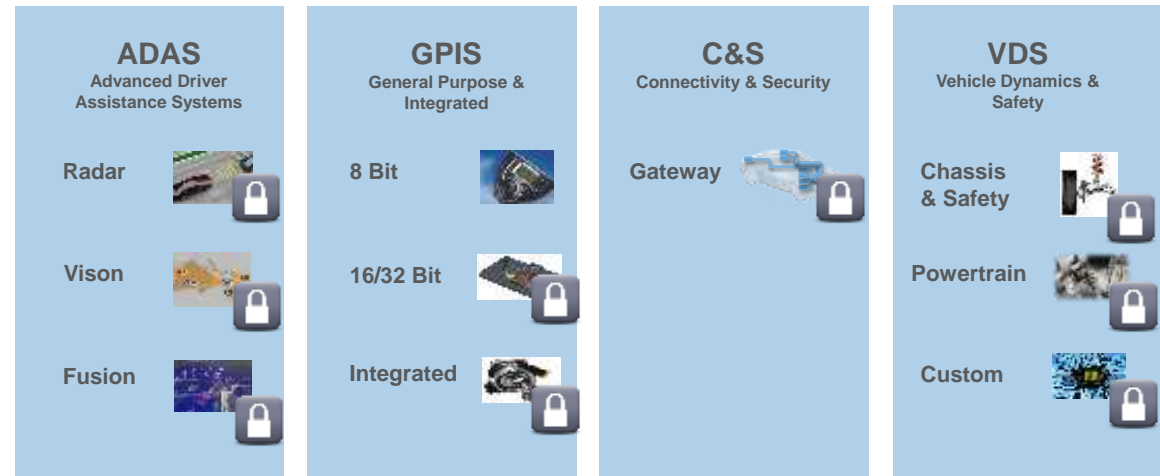 ADAS
Advanced Driver
Assistance Systems
Radar
Vison
Fusion
GPIS
General Purpose &
Integrated
8 Bit
16/32 Bit
Integrated
C&S
Connectivity & Security
Gateway
VDS
Vehicle Dynamics &
Safety
Chassis
& Safety
Powertrain
Custom